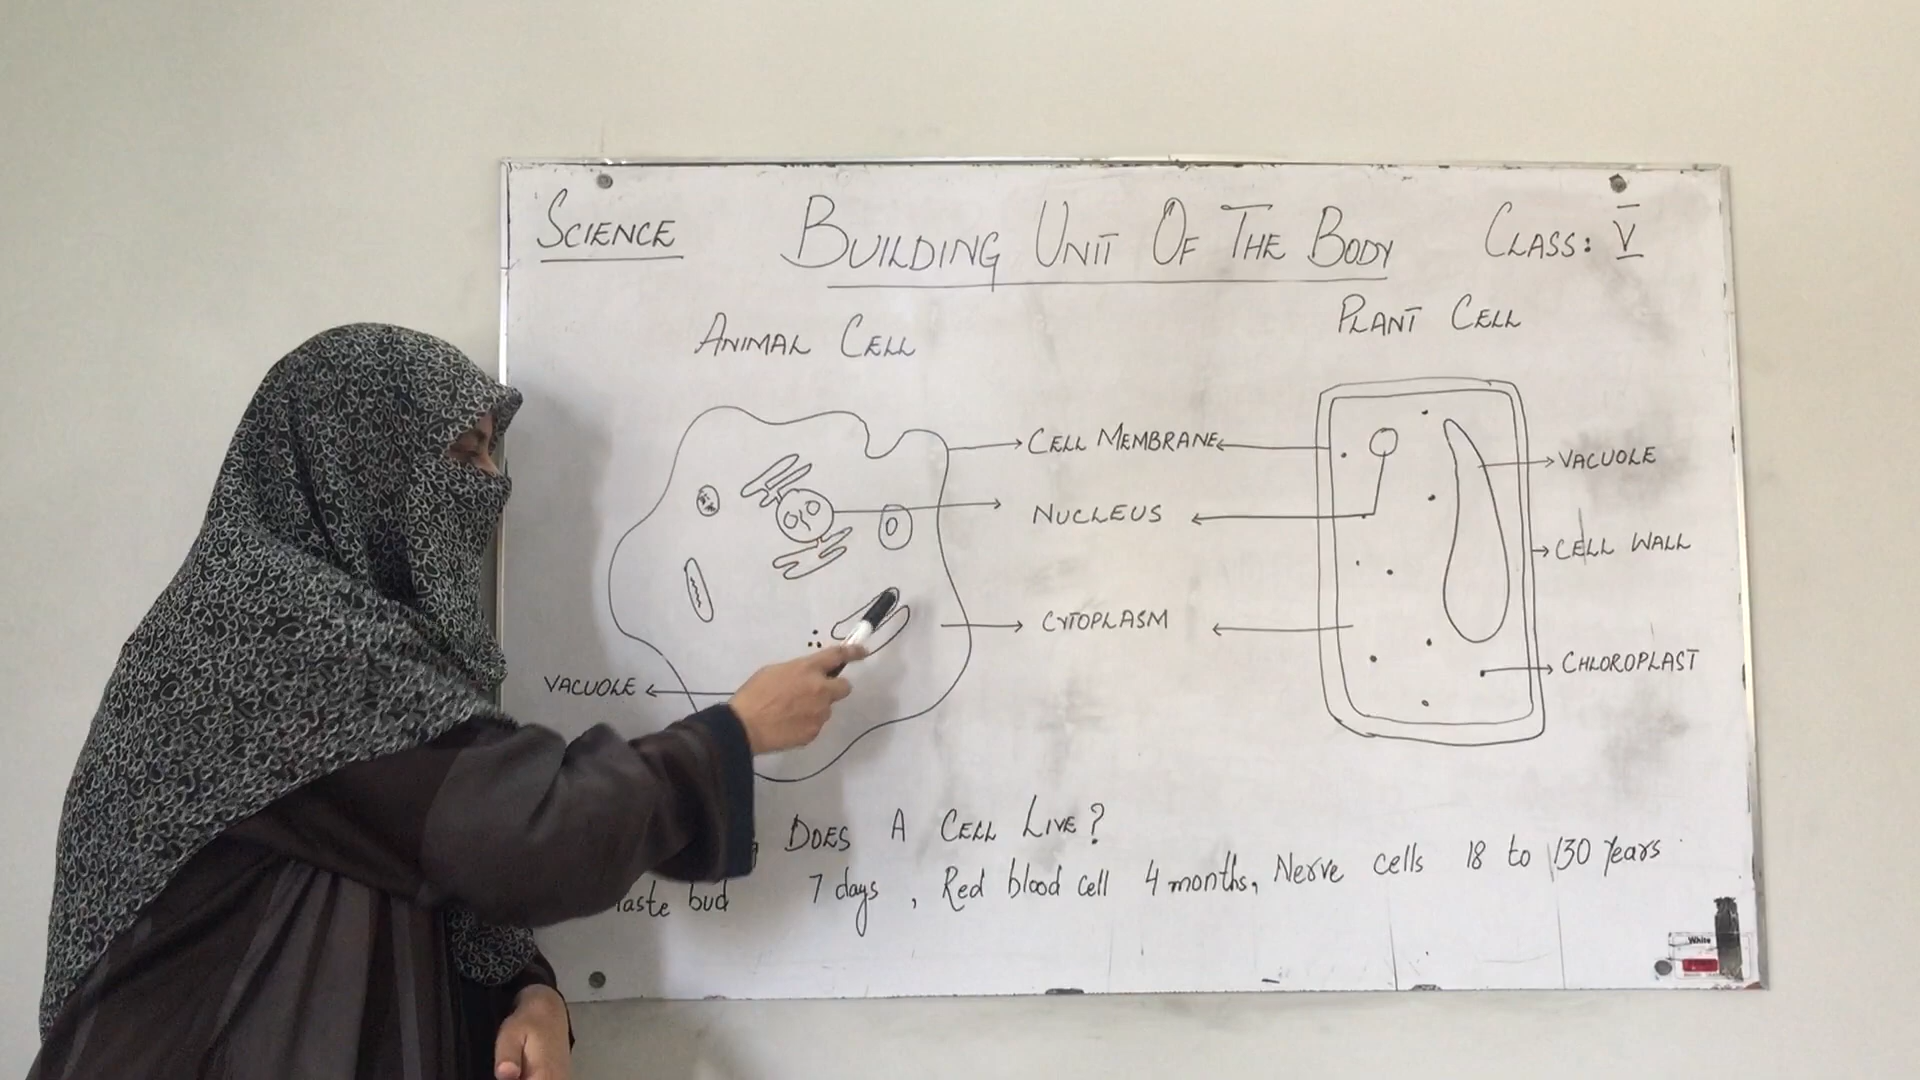 SCIENCE
BUILDING UNIT OF THE BODY
CLASS: V
ANIMAL CELL
PLANT CELL
CELL MEMBRANE
NUCLEUS
CYTOPLASM
VACUOLE
VACUOLE
CELL WALL
CHLOROPLAST
DOES A CELL LIVE?
taste bud 7 days, Red blood cell 4 months, Nerve cells 18 to 130 years
White